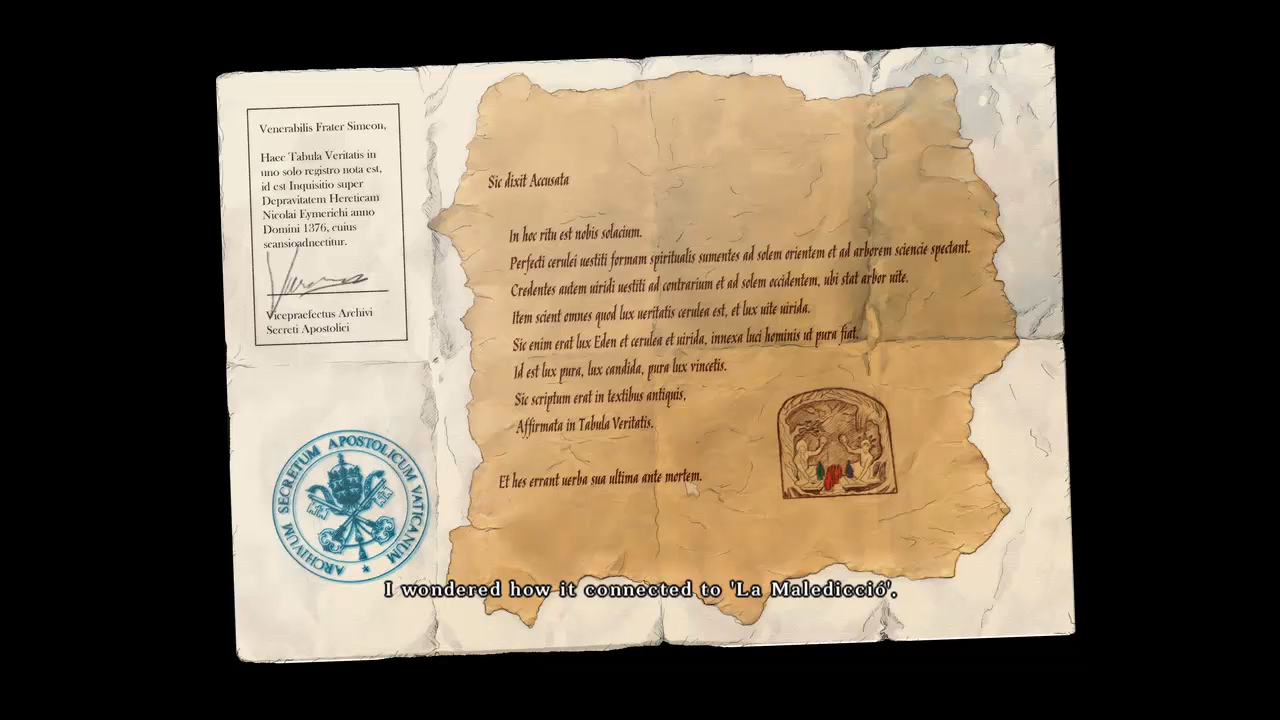 Venerabilis Frater Simeon,
Haec Tabula Veritatis in
uno solo registro nota est,
id est Inquisitio super
Depravitatem Hereticam
Nicolai Eymerichi anno
Domini 1376, cuius
scansioadnectitur.
Vicepraefectus Archivi
Secreti Apostolici
ARCHIVUM SECRETUM APOSTOLICUM VATICANUM
Sic dixit Accusata
In hoc ritu est nobis solacium.
Perfecti cerulei uestiti formam spiritualis sumentes ad solem orientem et ad arborem sciencie spectant.
Credentes autem uiridi uestiti ad contrarium et ad solem occidentem, ubi stat arbor uite.
Item scient omnes quod lux ueritatis cerulea est, et lux uite uirida.
Sic enim erat lux Eden et cerulea et uirida, innexa luci hominis ut pura fiat.
Id est lux pura, lux candida, pura lux vincetis.
Sic scriptum erat in textibus antiquis,
Affirmata in Tabula Veritatis.
Et hes errant uerba sua ultima ante mortem.
I wondered how it connected to 'La Maledicció'.